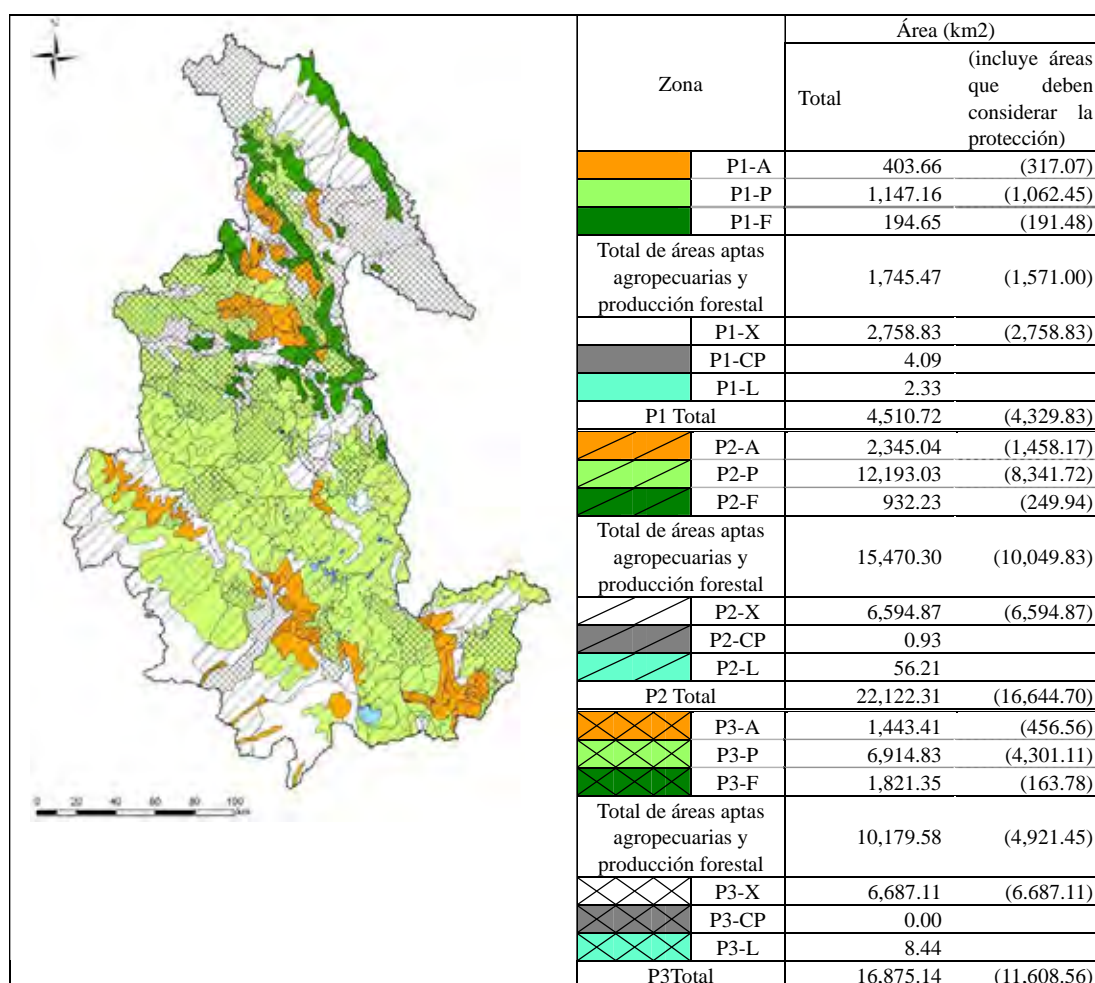 Área (km2)
Zona
Total
(incluye áreas
que deben
considerar la
protección)
P1-A 403.66 (317.07)
P1-P 1,147.16 (1,062.45)
P1-F 194.65 (191.48)
Total de áreas aptas
agropecuarias y
producción forestal
1,745.47 (1,571.00)
P1-X 2,758.83 (2,758.83)
P1-CP 4.09
P1-L 2.33
P1 Total 4,510.72 (4,329.83)
P2-A 2,345.04 (1,458.17)
P2-P 12,193.03 (8,341.72)
P2-F 932.23 (249.94)
Total de áreas aptas
agropecuarias y
producción forestal
15,470.30 (10,049.83)
P2-X 6,594.87 (6,594.87)
P2-CP 0.93
P2-L 56.21
P2 Total 22,122.31 (16,644.70)
P3-A 1,443.41 (456.56)
P3-P 6,914.83 (4,301.11)
P3-F 1,821.35 (163.78)
Total de áreas aptas
agropecuarias y
producción forestal
10,179.58 (4,921.45)
P3-X 6,687.11 (6.687.11)
P3-CP 0.00
P3-L 8.44
P3Total 16,875.14 (11,608.56)
0 20 40 60 80 100